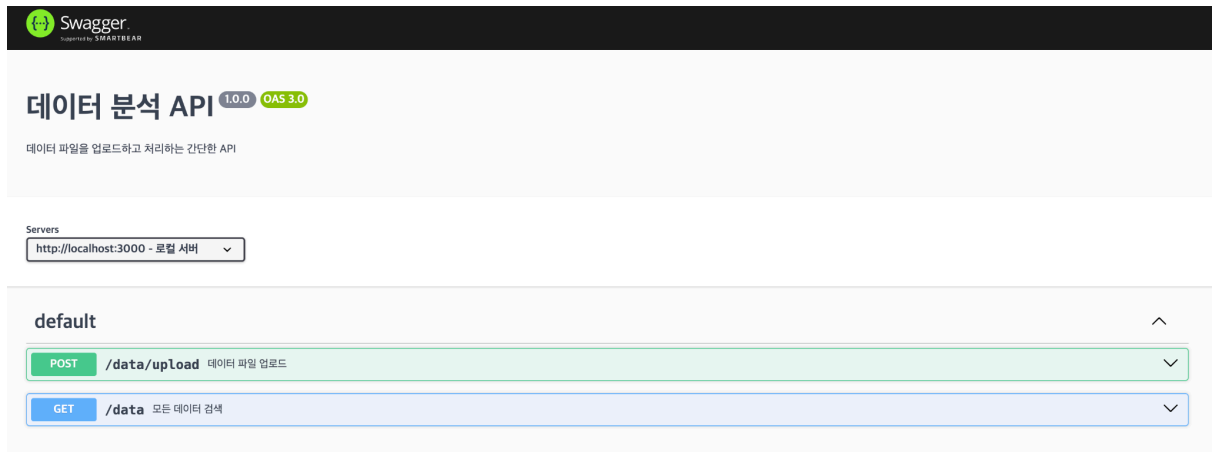 Swagger.
Supported by SMARTBEAR
데이터 분석 API 1.0.0 OAS 3.0
데이터 파일을 업로드하고 처리하는 간단한 API
Servers
http://localhost:3000 - 로컬 서버
default
POST /data/upload 데이터 파일 업로드
GET /data 모든 데이터 검색